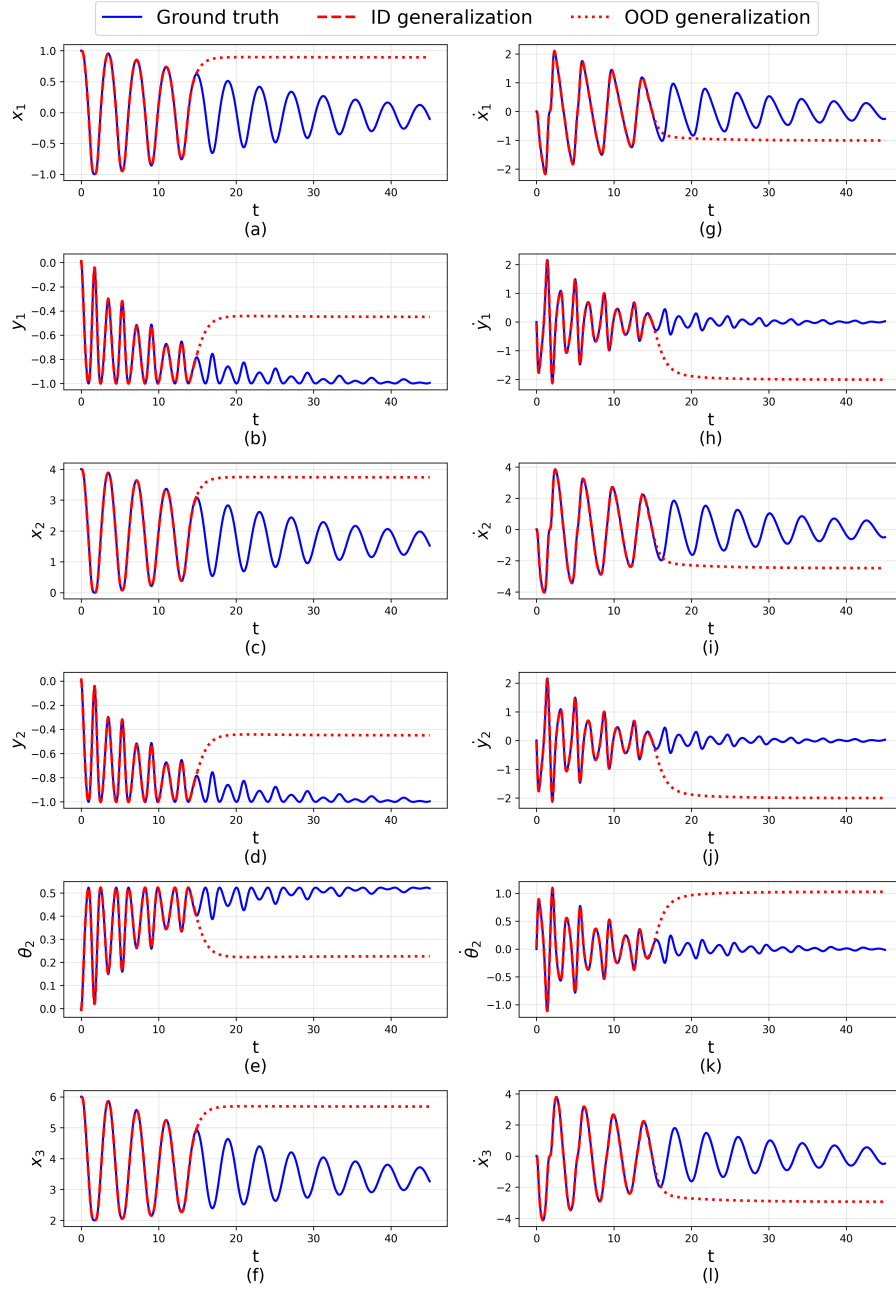 Ground truth ID generalization OOD generalization
1.0
0.5
0.0
−0.5
−1.0
x1
0 10 20 30 40
t
(a)
2
1
0
−1
−2
ẋ1
0 10 20 30 40
t
(g)
0.0
−0.2
−0.4
−0.6
−0.8
−1.0
y1
0 10 20 30 40
t
(b)
2
1
0
−1
−2
ẏ1
0 10 20 30 40
t
(h)
4
3
2
1
0
x2
0 10 20 30 40
t
(c)
4
2
0
−2
−4
ẋ2
0 10 20 30 40
t
(i)
0.0
−0.2
−0.4
−0.6
−0.8
−1.0
y2
0 10 20 30 40
t
(d)
2
1
0
−1
−2
ẏ2
0 10 20 30 40
t
(j)
0.5
0.4
0.3
0.2
0.1
0.0
θ2
0 10 20 30 40
t
(e)
1.0
0.5
0.0
−0.5
−1.0
θ̇2
0 10 20 30 40
t
(k)
6
5
4
3
2
x3
0 10 20 30 40
t
(f)
4
2
0
−2
−4
ẋ3
0 10 20 30 40
t
(l)